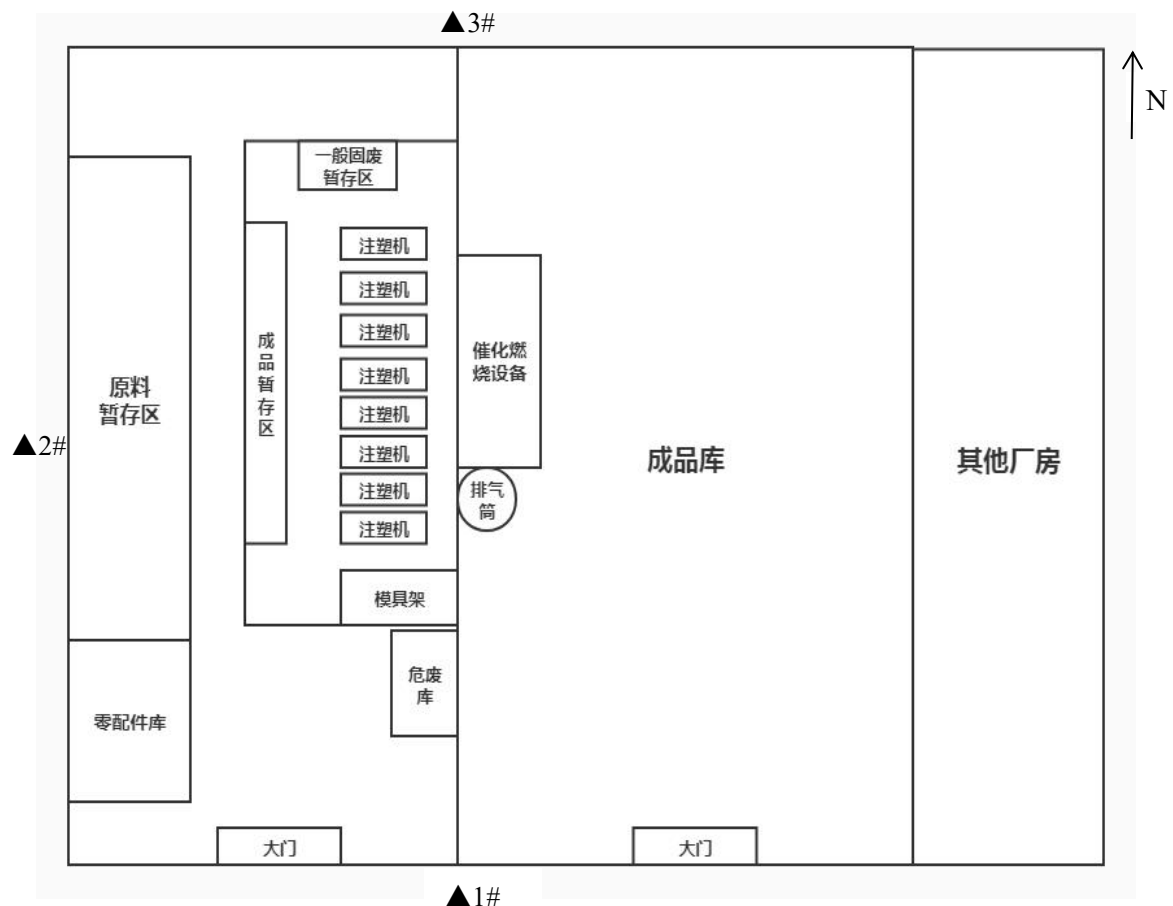 ▲3#
N
一般固废
暂存区
注塑机
注塑机
注塑机
注塑机
注塑机
注塑机
注塑机
注塑机
成
品
暂
存
区
原料
暂存区
▲2#
催化燃
烧设备
排气
筒
成品库
其他厂房
模具架
危废
库
零配件库
大门
大门
▲1#